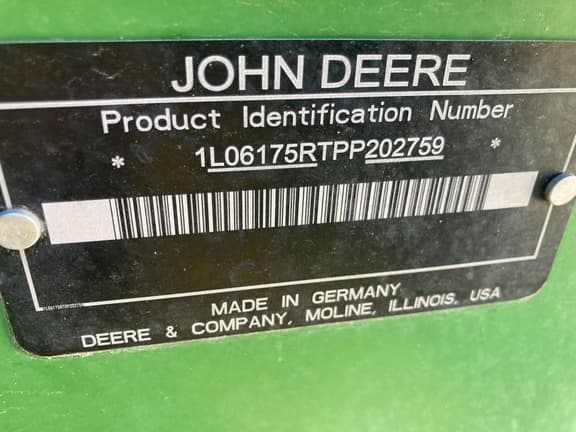 JOHN DEERE
Product Identification Number
* 1L06175RTPP202759 *
MADE IN GERMANY
DEERE & COMPANY, MOLINE, ILLINOIS, USA